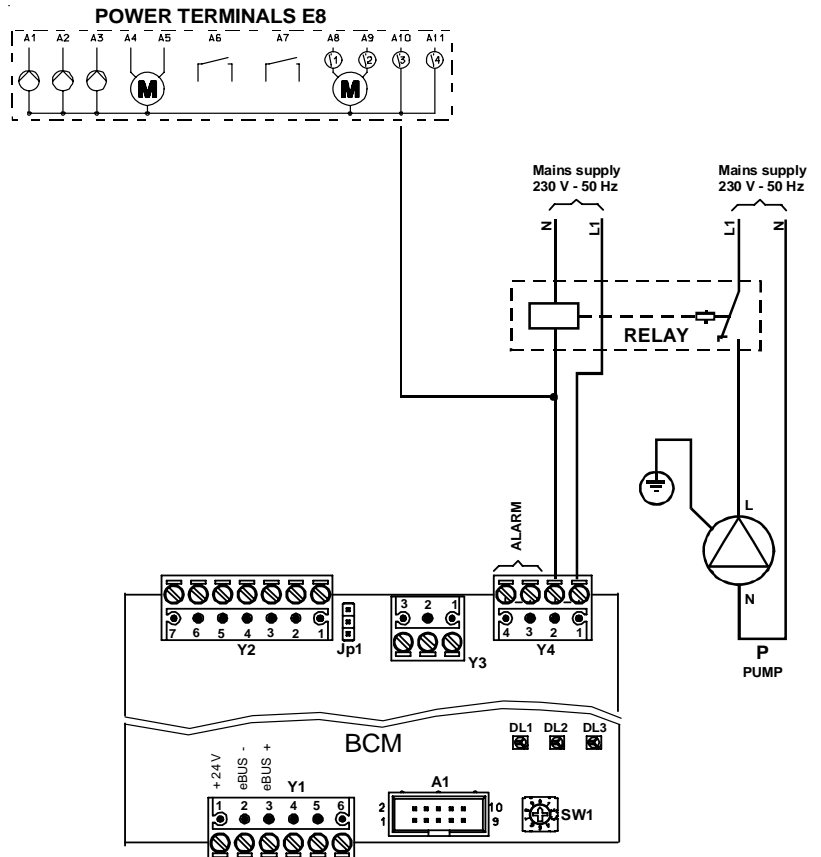 POWER TERMINALS E8
A1 A2 A3 A4 A5 A6 A7 A8 A9 A10 A11
1 2 3 4
M M
Mains supply
230 V - 50 Hz
Mains supply
230 V - 50 Hz
N L1 L1 N
RELAY
L
N
P
PUMP
ALARM
7 6 5 4 3 2 1
Y2
Jp1
3 2 1
Y3
4 3 2 1
Y4
BCM
DL1 DL2 DL3
+24V
eBUS -
eBUS +
Y1
1 2 3 4 5 6
A1
2 10
1 9
SW1